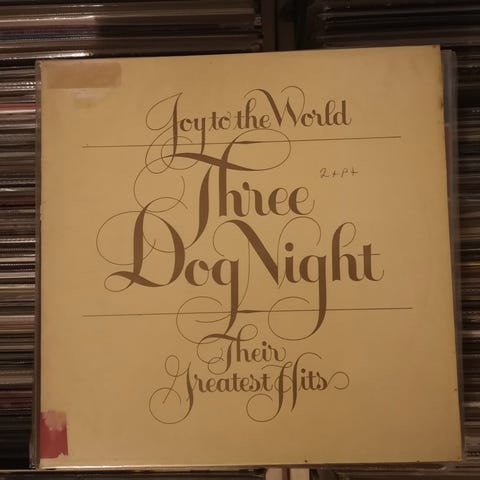 Joy to the World
Three
Dog Night
Their
Greatest Hits